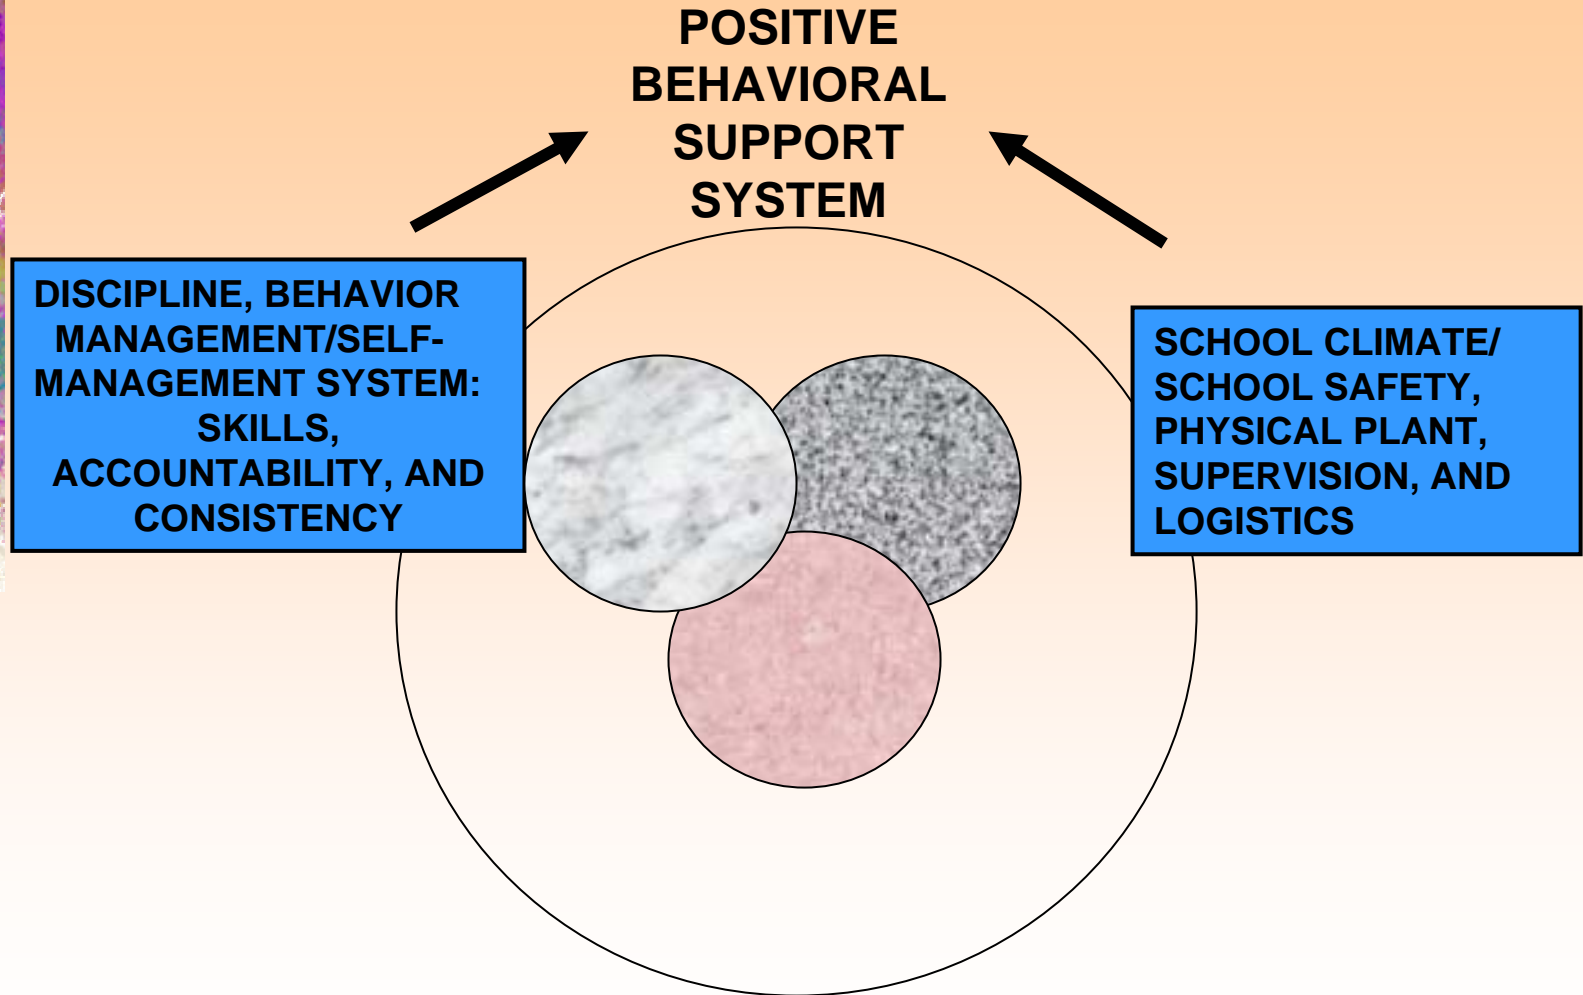 POSITIVE
BEHAVIORAL
SUPPORT
SYSTEM
DISCIPLINE, BEHAVIOR
MANAGEMENT/SELF-
MANAGEMENT SYSTEM:
SKILLS,
ACCOUNTABILITY, AND
CONSISTENCY
SCHOOL CLIMATE/
SCHOOL SAFETY,
PHYSICAL PLANT,
SUPERVISION, AND
LOGISTICS